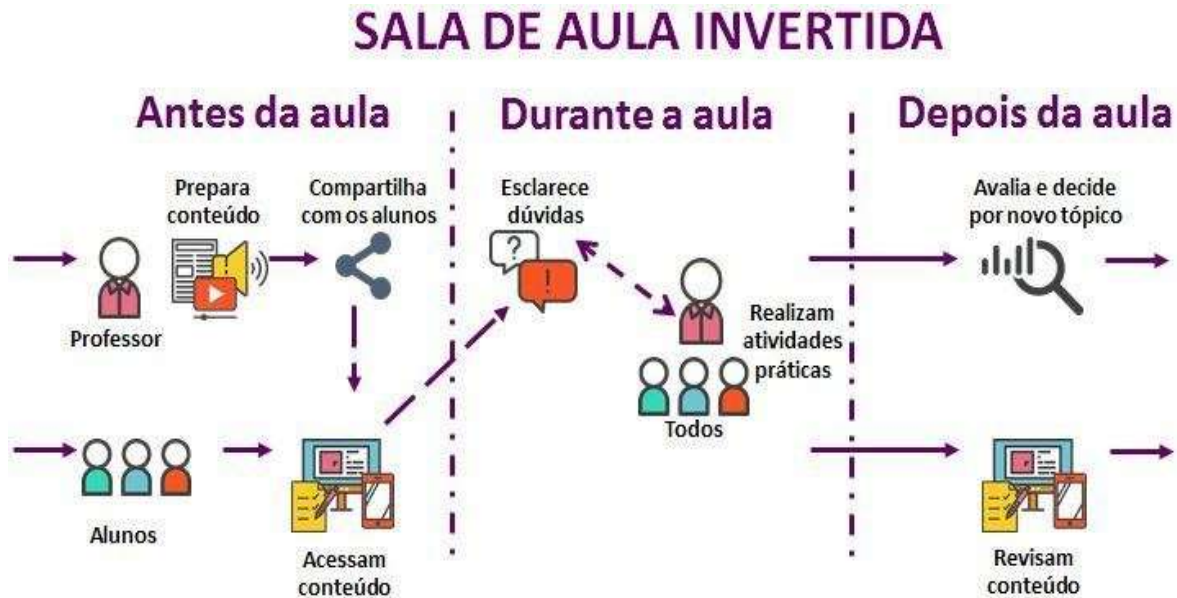 SALA DE AULA INVERTIDA
Antes da aula
Durante a aula
Depois da aula
Prepara
conteúdo
Compartilha
com os alunos
Professor
Alunos
Acessam
conteúdo
Esclarece
dúvidas
Realizam
atividades
práticas
Todos
Avalia e decide
por novo tópico
Revisam
conteúdo